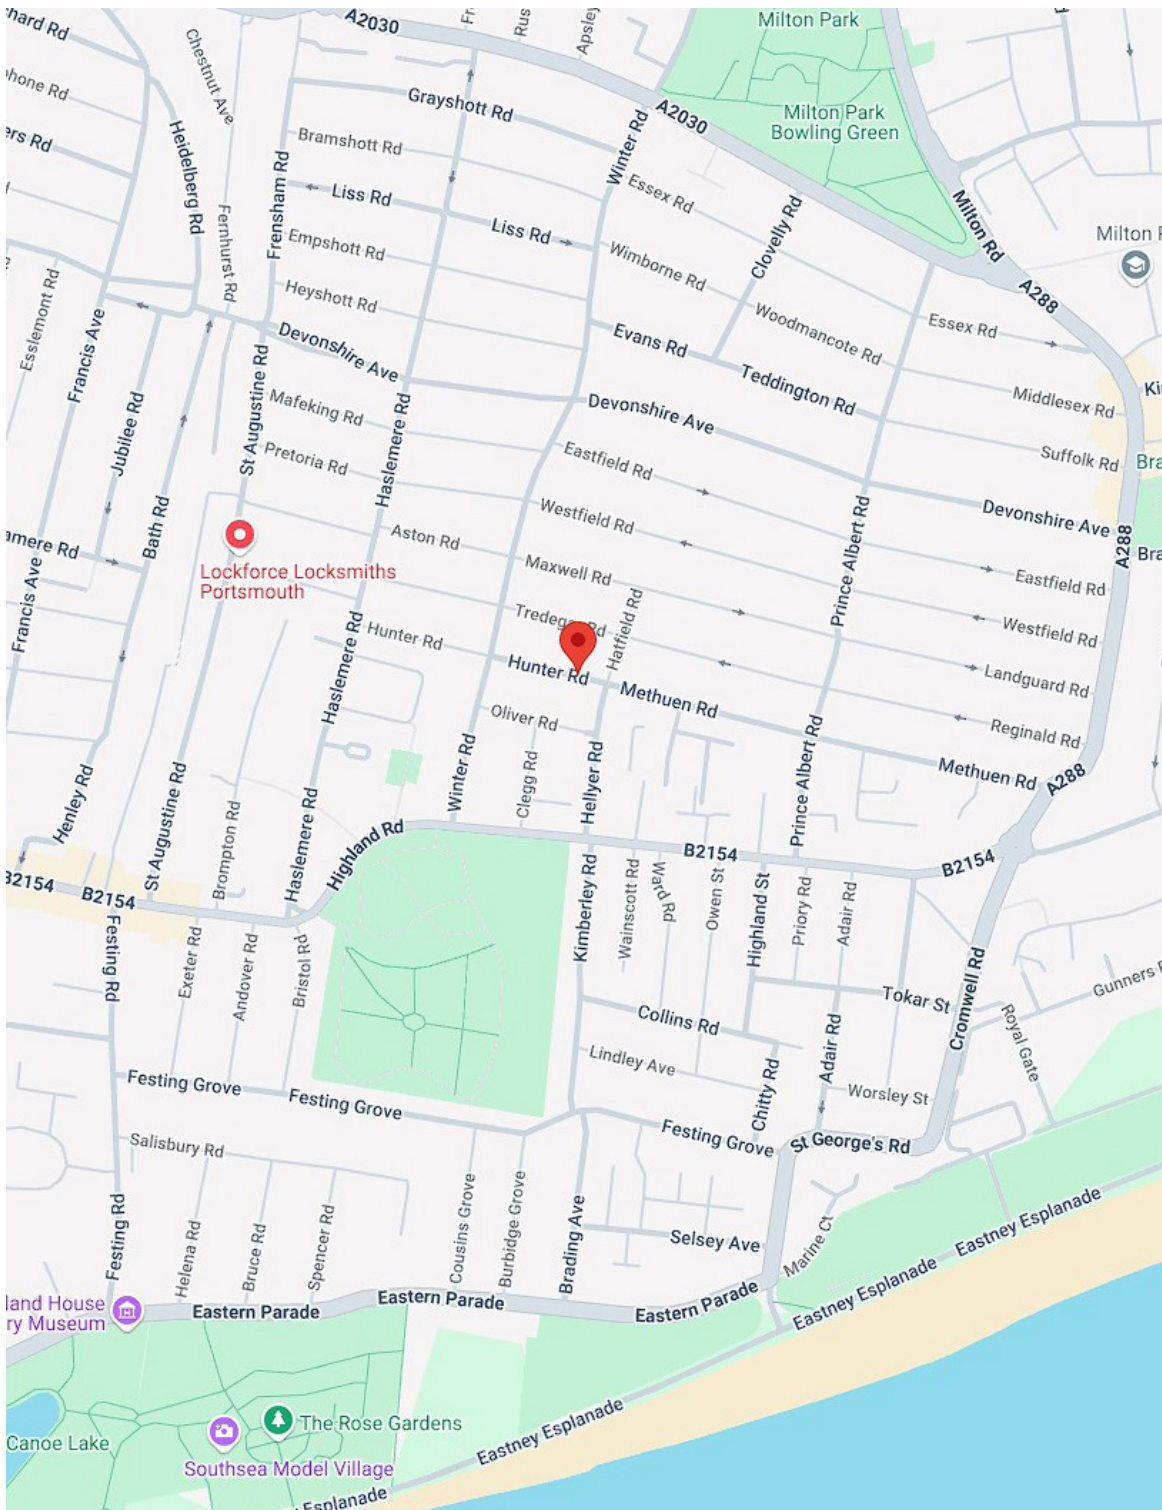 A2030
Milton Park
Chestnut Ave
Grayshott Rd
Winter Rd
A2030
Milton Park
Bowling Green
Heidelberg Rd
Bramshott Rd
Frensham Rd
Liss Rd
Essex Rd
Clovelly Rd
Milton Rd
Fernhurst Rd
Empshott Rd
Liss Rd
Wimborne Rd
Esslemont Rd
Heyshott Rd
A288
Essex Rd
Francis Ave
Devonshire Ave
Evans Rd
Woodmancote Rd
Jubilee Rd
St Augustine Rd
Mafeking Rd
Haslemere Rd
Teddington Rd
Middlesex Rd
Devonshire Ave
Pretoria Rd
Eastfield Rd
Suffolk Rd
Bath Rd
Aston Rd
Westfield Rd
Prince Albert Rd
Devonshire Ave
A288
Lockforce Locksmiths
Portsmouth
Francis Ave
Maxwell Rd
Eastfield Rd
Hatfield Rd
Westfield Rd
Hunter Rd
Haslemere Rd
Hunter Rd
Methuen Rd
Landguard Rd
Oliver Rd
Reginald Rd
Henley Rd
St Augustine Rd
Brompton Rd
Haslemere Rd
Winter Rd
Clegg Rd
Hellyer Rd
Prince Albert Rd
Methuen Rd
A288
Highland Rd
B2154
B2154
B2154
B2154
Festing Rd
Exeter Rd
Andover Rd
Bristol Rd
Kimberley Rd
Wainscott Rd
Ward Rd
Owen St
Highland St
Priory Rd
Adair Rd
Cromwell Rd
Tokar St
Collins Rd
Royal Gate
Lindley Ave
Chitty Rd
Adair Rd
Worsley St
Festing Grove
Festing Grove
Festing Grove
St George's Rd
Salisbury Rd
Festing Rd
Helena Rd
Bruce Rd
Spencer Rd
Cousins Grove
Burbidge Grove
Brading Ave
Selsey Ave
Marine Ct
Eastney Esplanade
Eastern Parade
Eastern Parade
Eastern Parade
Eastney Esplanade
Canoe Lake
The Rose Gardens
Southsea Model Village
Eastney Esplanade
Esplanade